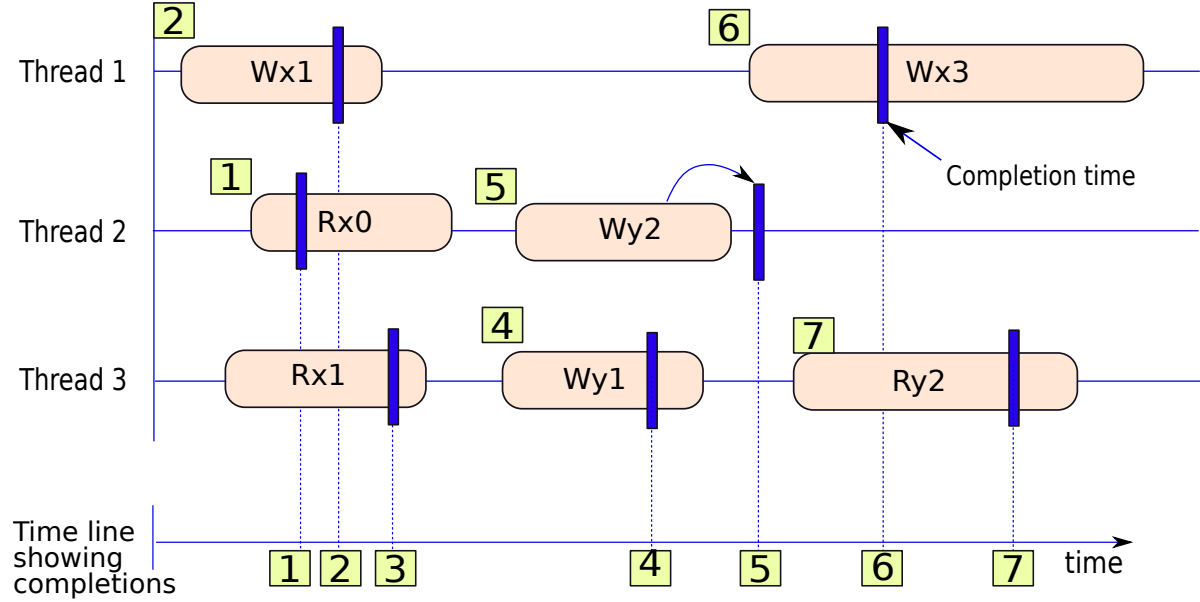 2
6
Thread 1
Wx1
Wx3
Completion time
1
5
Thread 2
Rx0
Wy2
4
7
Thread 3
Rx1
Wy1
Ry2
Time line
showing
completions
time
1 2 3 4 5 6 7